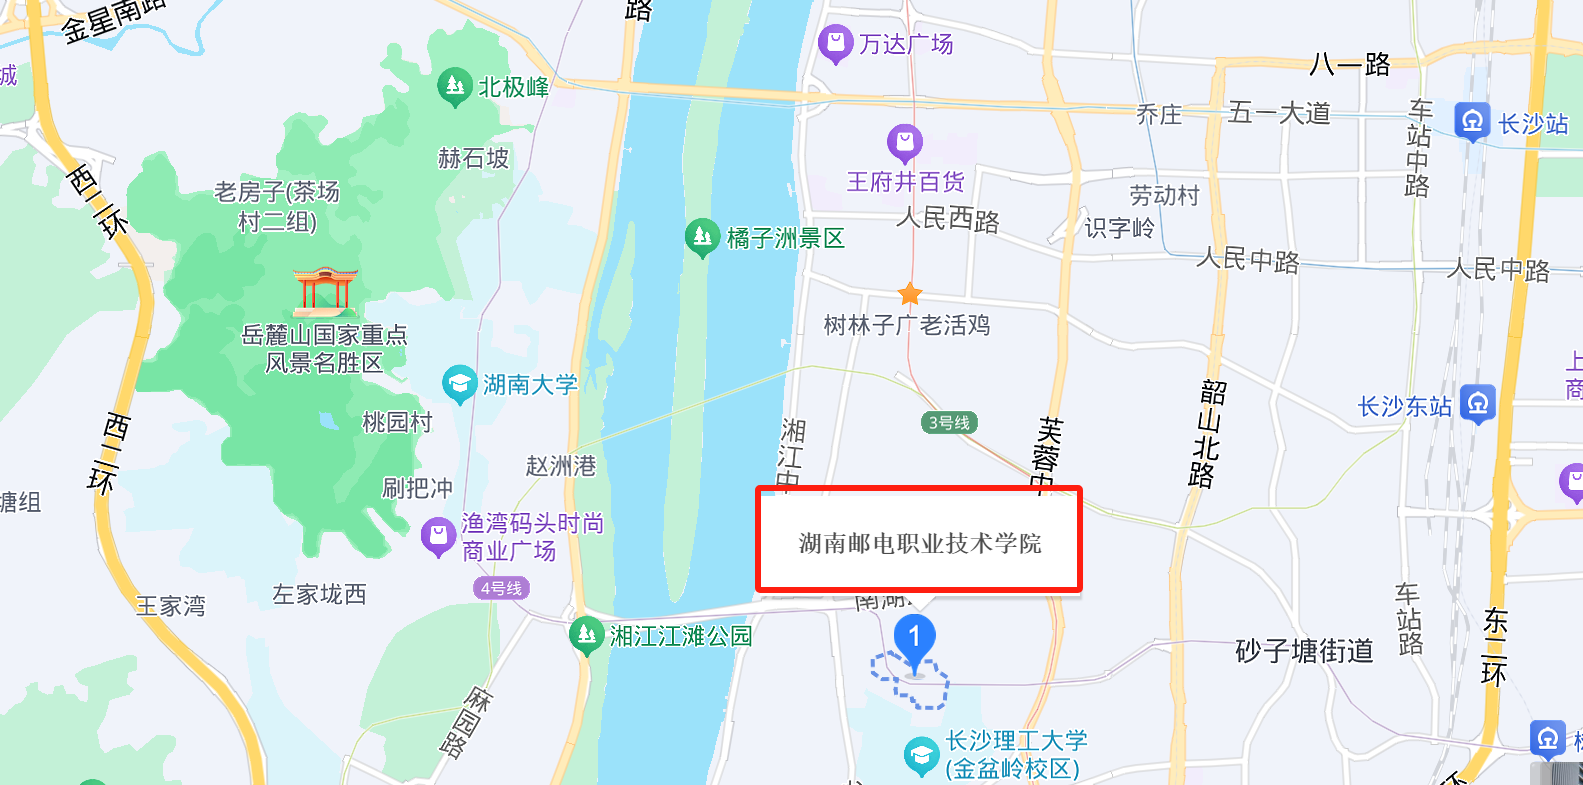 金星南路
路
万达广场
八一路
城
北极峰
乔庄
五一大道
车站中路
长沙站
赫石坡
西二环
老房子(茶场
村二组)
王府井百货
劳动村
人民西路
识字岭
橘子洲景区
人民中路
人民中路
岳麓山国家重点
风景名胜区
树林子广老活鸡
上
商
湖南大学
韶山北路
长沙东站
桃园村
3号线
湘江中
芙蓉中
西二环
赵洲港
刷把冲
塘组
渔湾码头时尚
商业广场
湖南邮电职业技术学院
4号线
左家垅西
王家湾
南湖
车站路
东二环
湘江江滩公园
1
砂子塘街道
麻园路
长沙理工大学
(金盆岭校区)
环